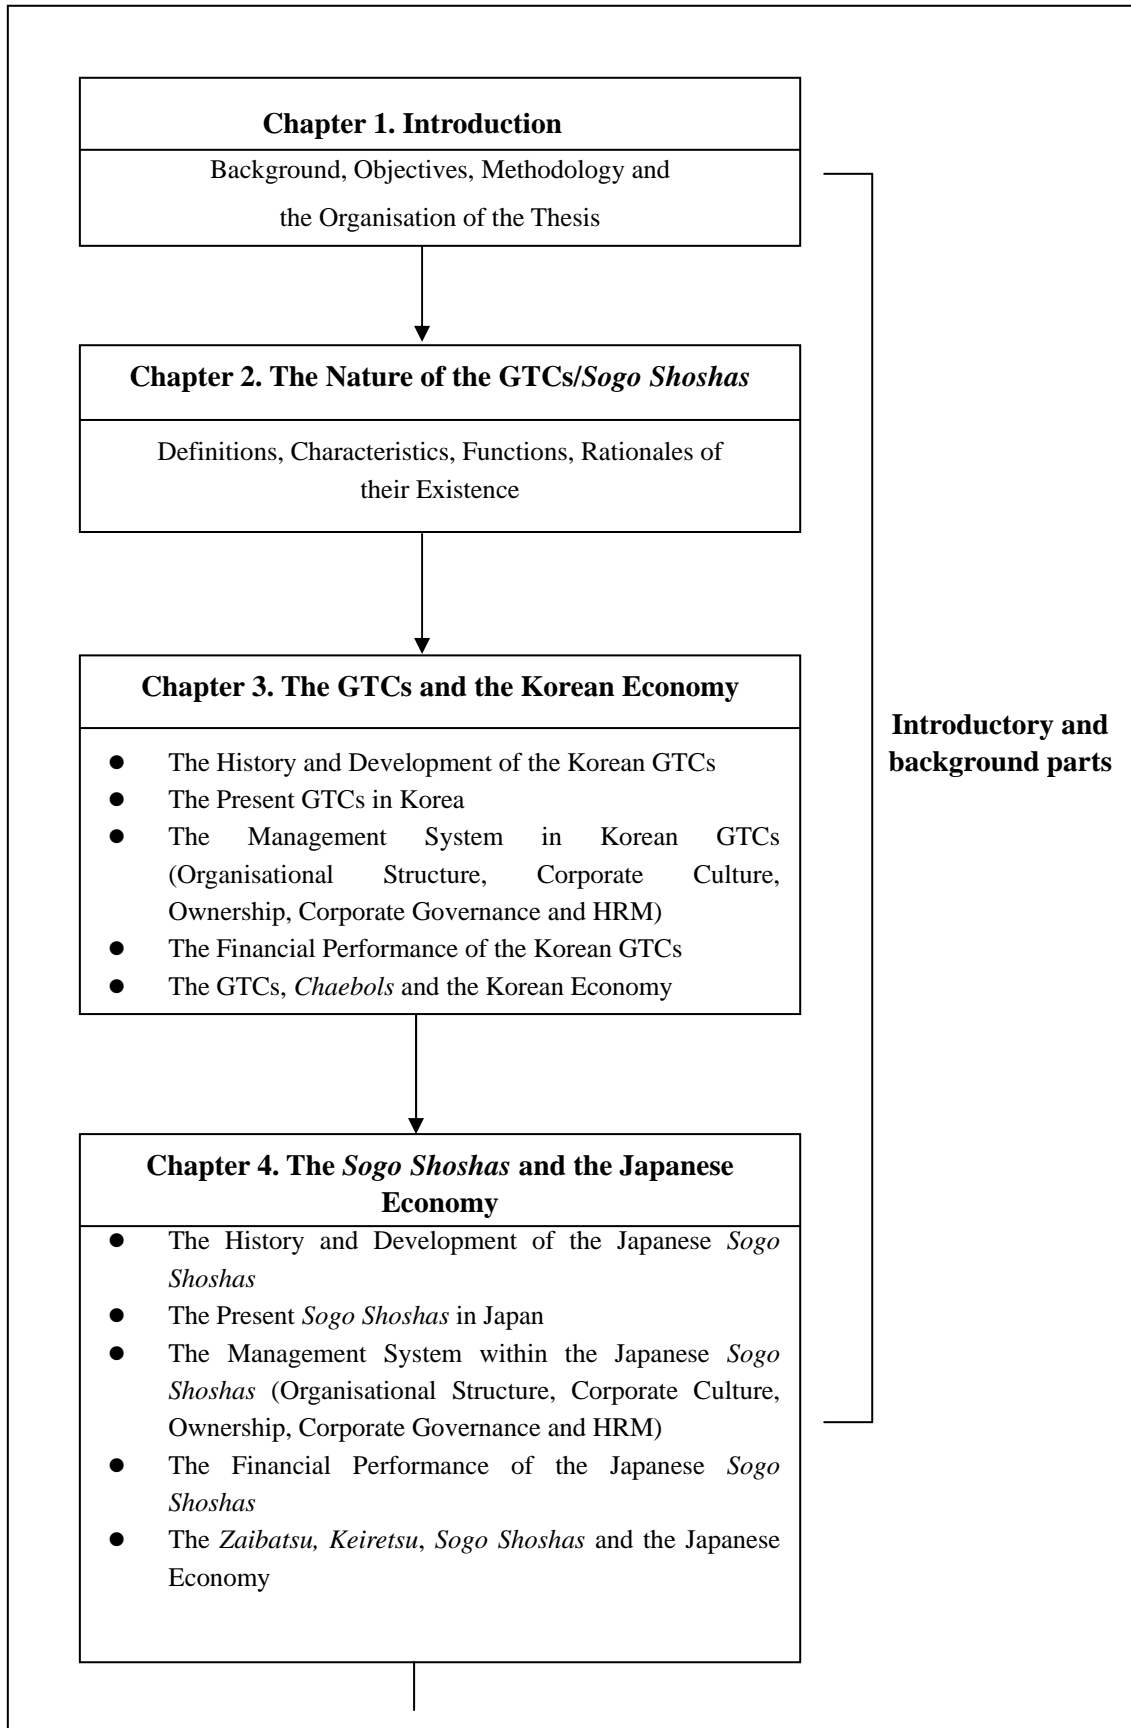 Chapter 1. Introduction
Background, Objectives, Methodology and
the Organisation of the Thesis
Chapter 2. The Nature of the GTCs/Sogo Shoshas
Definitions, Characteristics, Functions, Rationales of
their Existence
Chapter 3. The GTCs and the Korean Economy
● The History and Development of the Korean GTCs
● The Present GTCs in Korea
● The Management System in Korean GTCs
(Organisational Structure, Corporate Culture,
Ownership, Corporate Governance and HRM)
● The Financial Performance of the Korean GTCs
● The GTCs, Chaebols and the Korean Economy
Introductory and
background parts
Chapter 4. The Sogo Shoshas and the Japanese
Economy
● The History and Development of the Japanese Sogo
Shoshas
● The Present Sogo Shoshas in Japan
● The Management System within the Japanese Sogo
Shoshas (Organisational Structure, Corporate Culture,
Ownership, Corporate Governance and HRM)
● The Financial Performance of the Japanese Sogo
Shoshas
● The Zaibatsu, Keiretsu, Sogo Shoshas and the Japanese
Economy